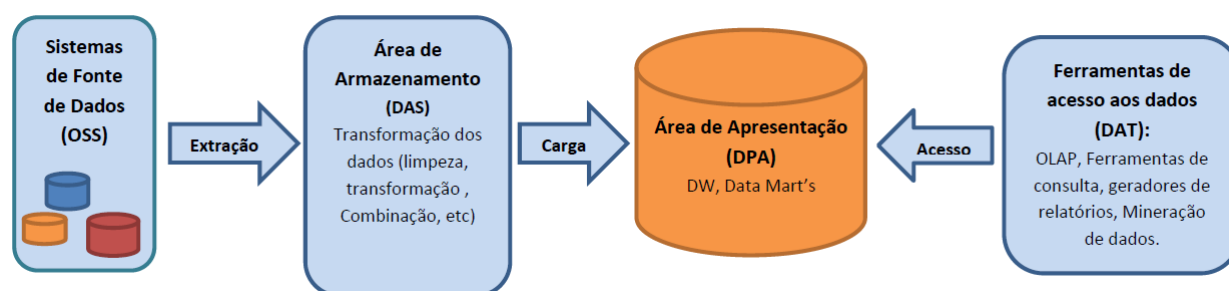 Sistemas
de Fonte
de Dados
(OSS)
Extração
Área de
Armazenamento
(DAS)
Transformação dos
dados (limpeza,
transformação ,
Combinação, etc)
Carga
Área de Apresentação
(DPA)
DW, Data Mart's
Acesso
Ferramentas de
acesso aos dados
(DAT):
OLAP, Ferramentas de
consulta, geradores de
relatórios, Mineração
de dados.